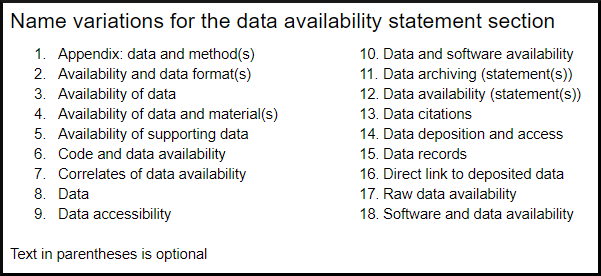 Name variations for the data availability statement section
1. Appendix: data and method(s)
2. Availability and data format(s)
3. Availability of data
4. Availability of data and material(s)
5. Availability of supporting data
6. Code and data availability
7. Correlates of data availability
8. Data
9. Data accessibility
10. Data and software availability
11. Data archiving (statement(s))
12. Data availability (statement(s))
13. Data citations
14. Data deposition and access
15. Data records
16. Direct link to deposited data
17. Raw data availability
18. Software and data availability
Text in parentheses is optional